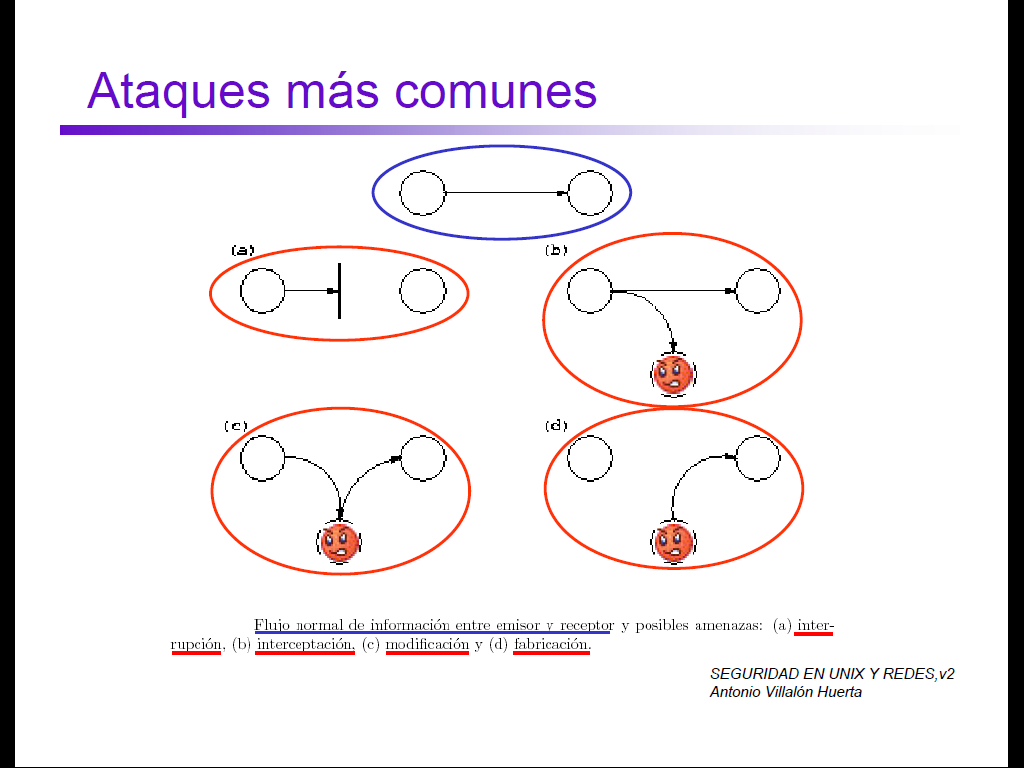 Ataques más comunes
(a)
(b)
(c)
(d)
Flujo normal de información entre emisor y receptor y posibles amenazas: (a) inter-
rupción, (b) interceptación, (c) modificación y (d) fabricación.
SEGURIDAD EN UNIX Y REDES,v2
Antonio Villalón Huerta